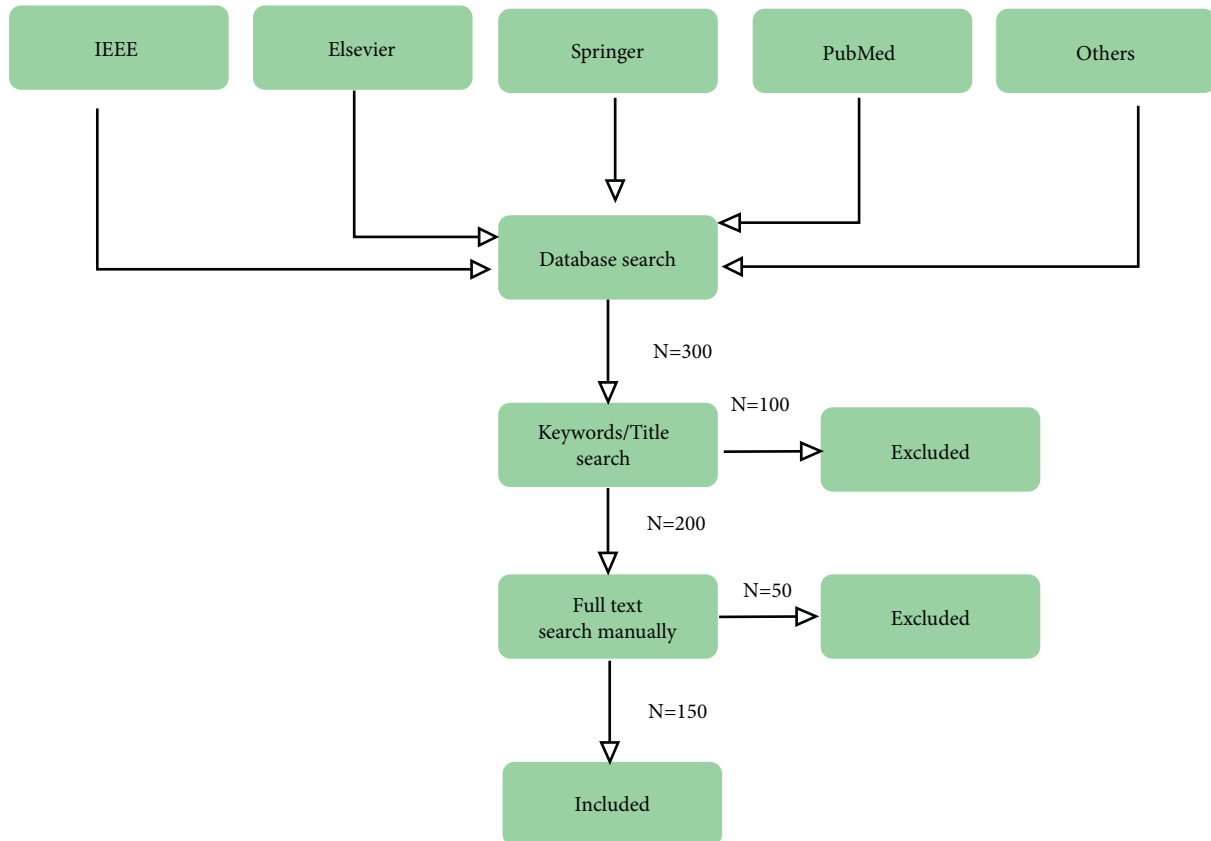 IEEE
Elsevier
Springer
PubMed
Others
Database search
N=300
N=100
Keywords/Title
search
Excluded
N=200
N=50
Full text
search manually
Excluded
N=150
Included